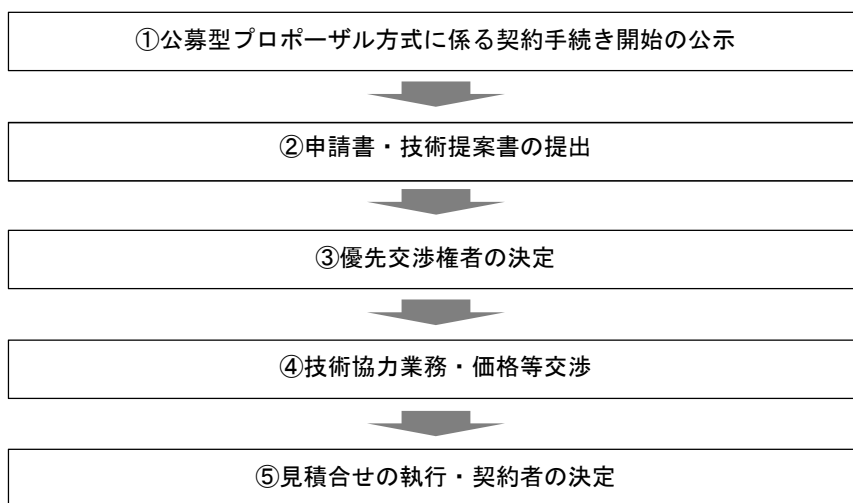 ①公募型プロポーザル方式に係る契約手続き開始の公示
②申請書・技術提案書の提出
③優先交渉権者の決定
④技術協力業務・価格等交渉
⑤見積合せの執行・契約者の決定